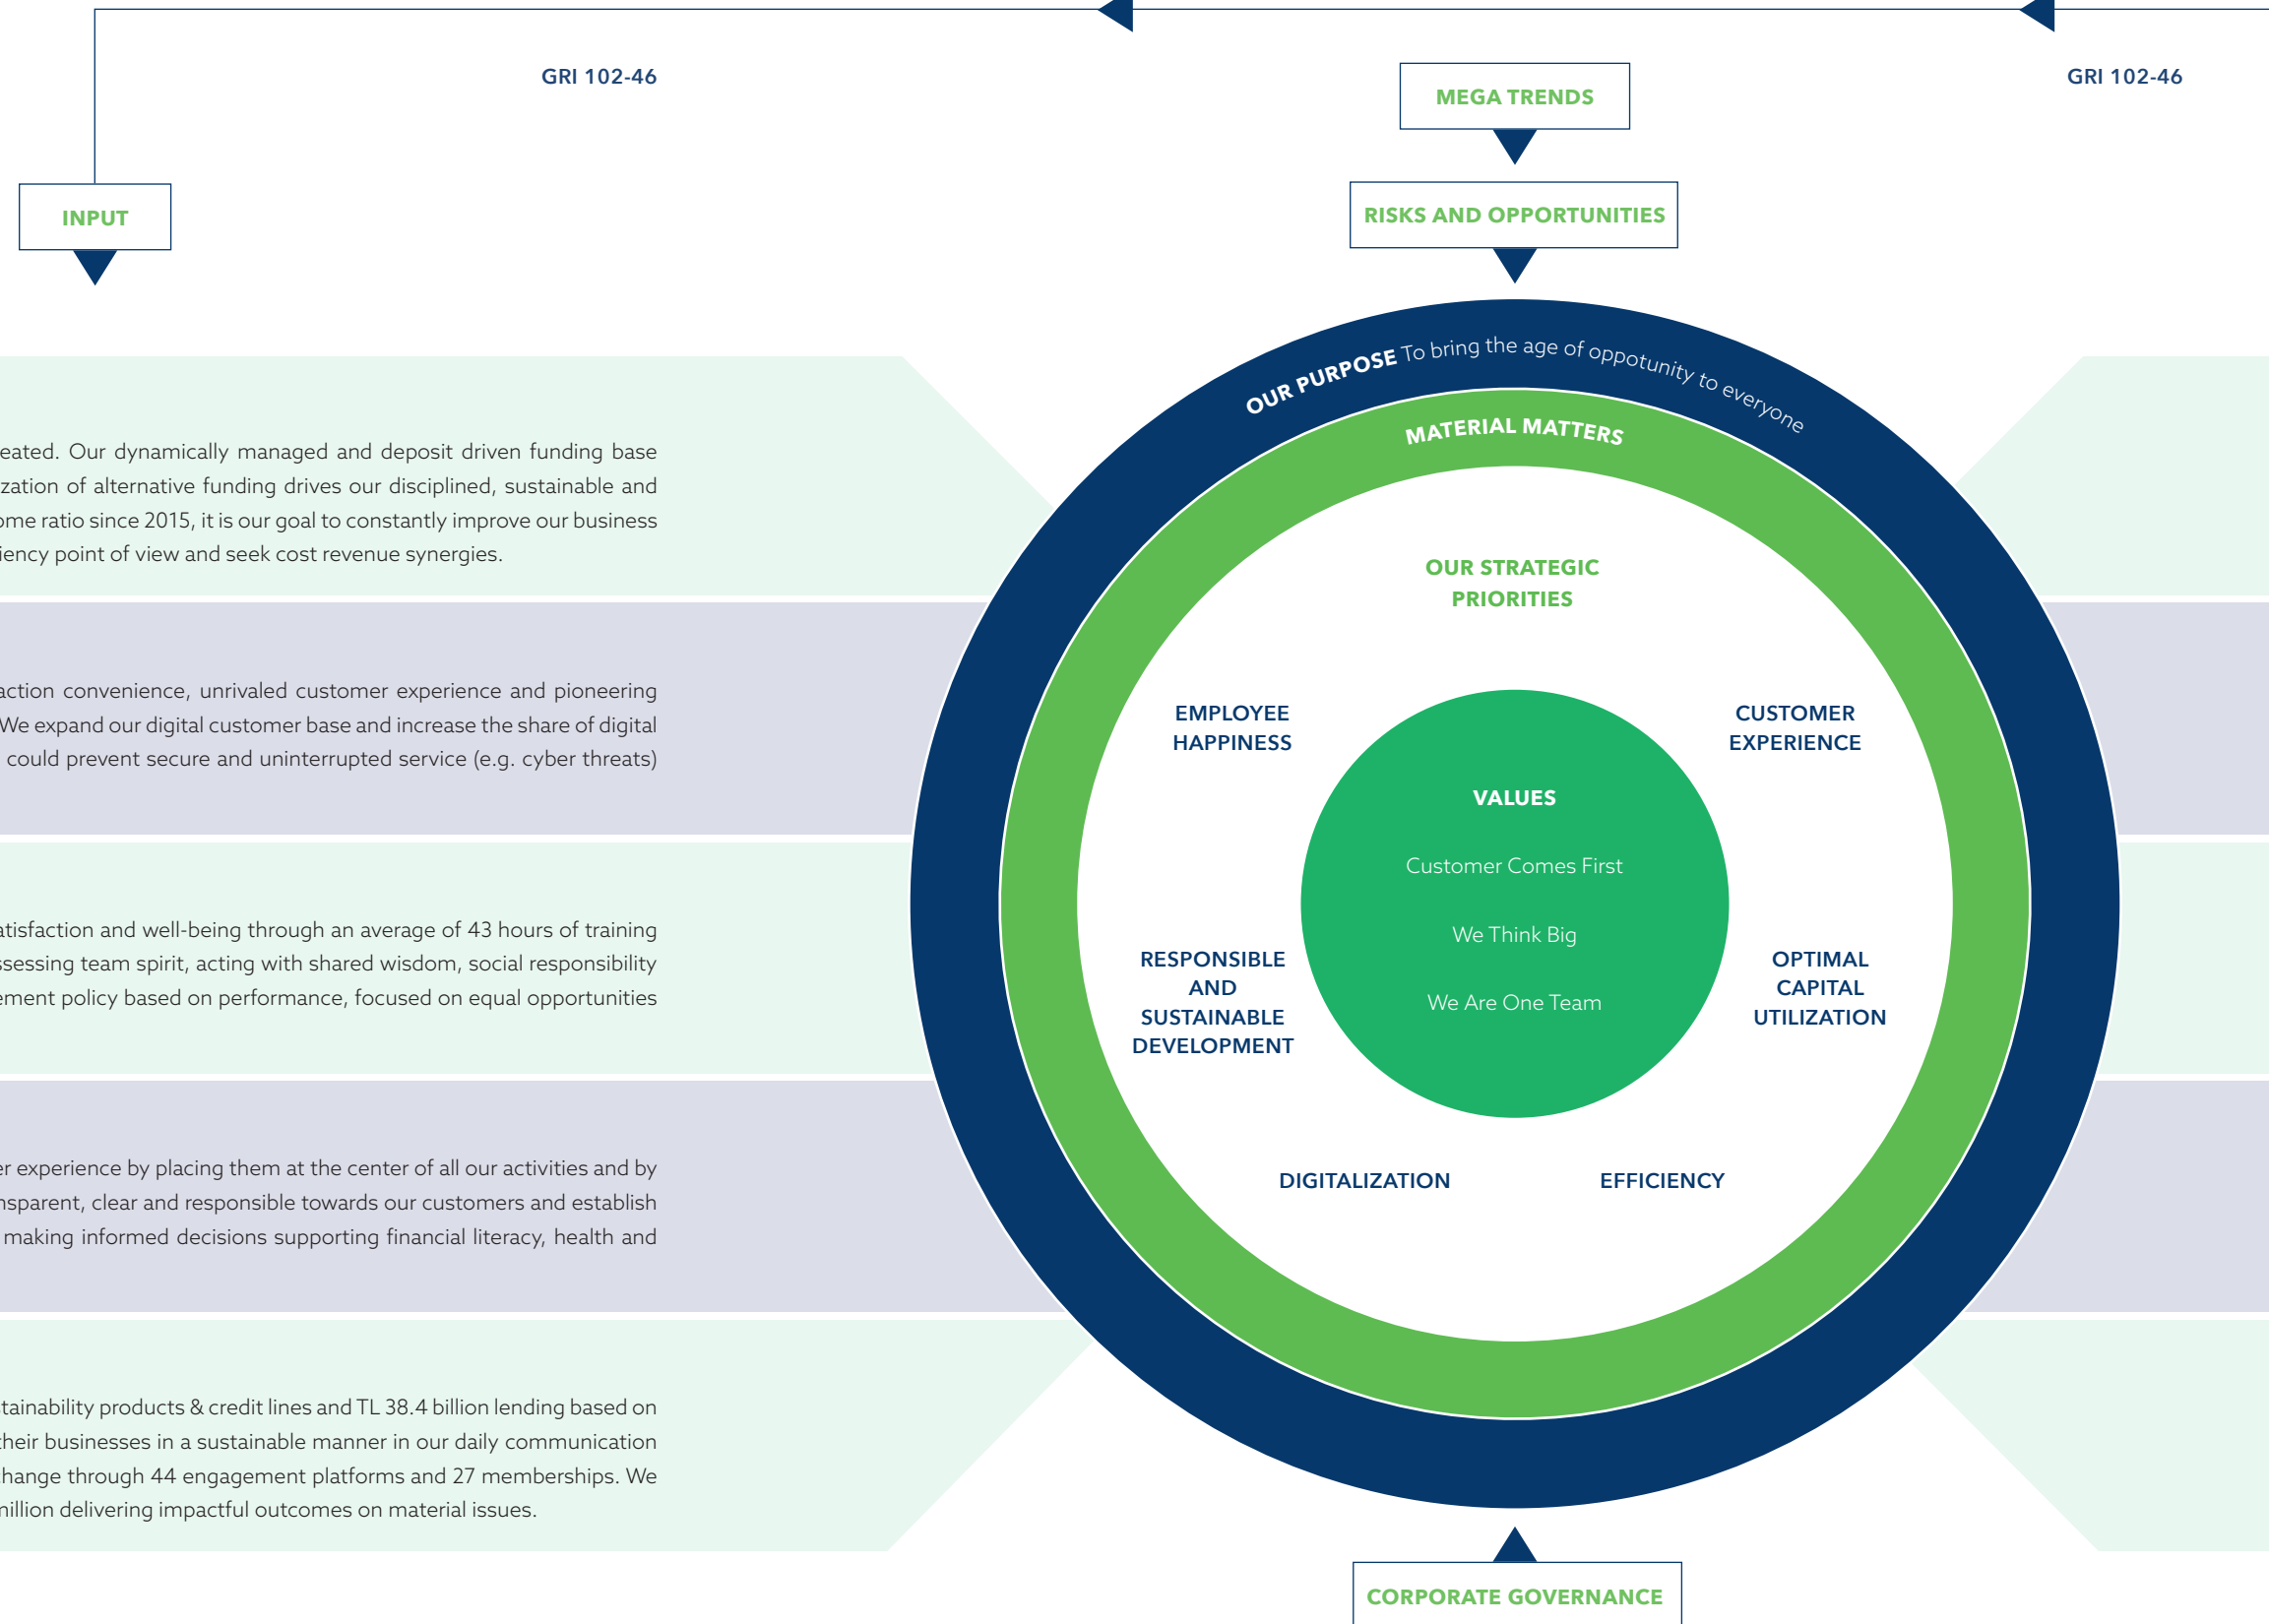 GRI 102-46
GRI 102-46
MEGA TRENDS
INPUT
RISKS AND OPPORTUNITIES
OUR PURPOSE To bring the age of oppotunity to everyone
MATERIAL MATTERS
eated. Our dynamically managed and deposit driven funding base
zation of alternative funding drives our disciplined, sustainable and
ome ratio since 2015, it is our goal to constantly improve our business
iency point of view and seek cost revenue synergies.
action convenience, unrivaled customer experience and pioneering
We expand our digital customer base and increase the share of digital
could prevent secure and uninterrupted service (e.g. cyber threats)
atisfaction and well-being through an average of 43 hours of training
ssessing team spirit, acting with shared wisdom, social responsibility
ement policy based on performance, focused on equal opportunities
er experience by placing them at the center of all our activities and by
nsparent, clear and responsible towards our customers and establish
making informed decisions supporting financial literacy, health and
stainability products & credit lines and TL 38.4 billion lending based on
their businesses in a sustainable manner in our daily communication
change through 44 engagement platforms and 27 memberships. We
million delivering impactful outcomes on material issues.
OUR STRATEGIC
PRIORITIES
EMPLOYEE
HAPPINESS
CUSTOMER
EXPERIENCE
VALUES
Customer Comes First
We Think Big
We Are One Team
RESPONSIBLE
AND
SUSTAINABLE
DEVELOPMENT
OPTIMAL
CAPITAL
UTILIZATION
DIGITALIZATION
EFFICIENCY
CORPORATE GOVERNANCE